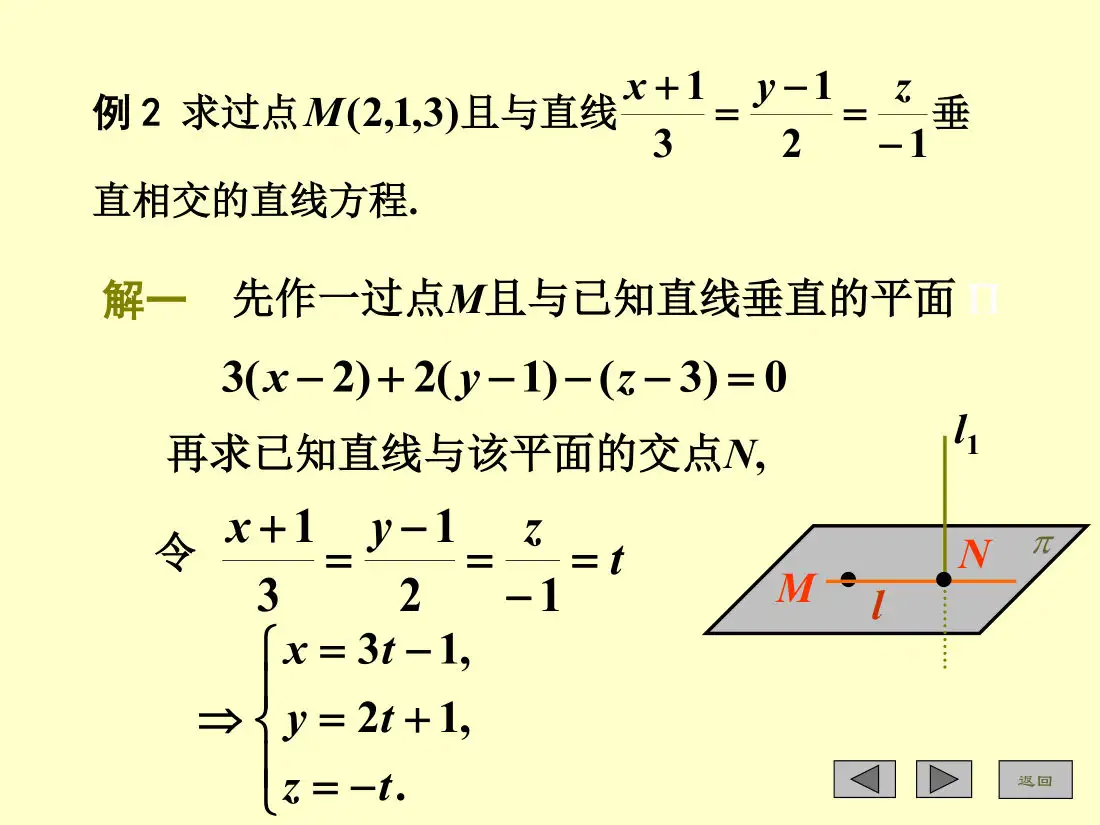 例 2 求过点 M(2,1,3) 且与直线 (x+1)/3 = (y−1)/2 = z/−1 垂
直相交的直线方程.
解一 先作一过点M且与已知直线垂直的平面 Π
3(x−2)+2(y−1)−(z−3)=0
再求已知直线与该平面的交点N,
令 (x+1)/3 = (y−1)/2 = z/−1 = t
⇒ { x = 3t−1,
y = 2t+1,
z = −t.
l₁
π
N
M
l
返回